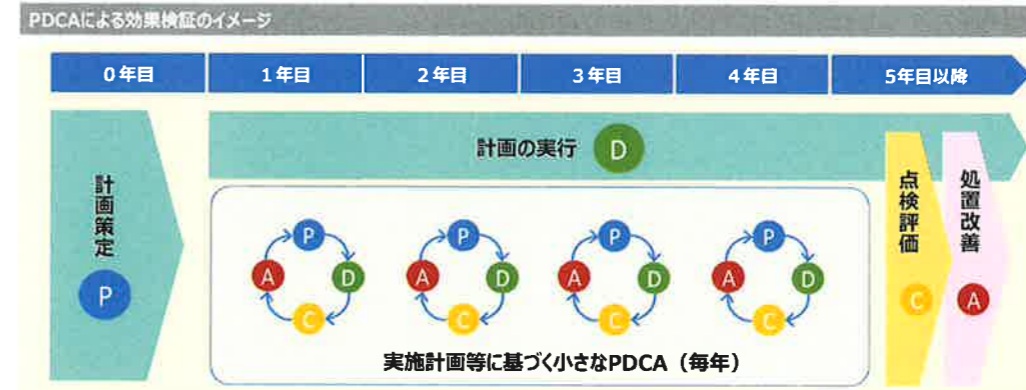 PDCAによる効果検証のイメージ
0年目
1年目
2年目
3年目
4年目
5年目以降
計画の実行 D
計画策定
P
P
A
D
C
P
A
D
C
P
A
D
C
P
A
D
C
実施計画等に基づく小さなPDCA（毎年）
点検評価
C
処置改善
A